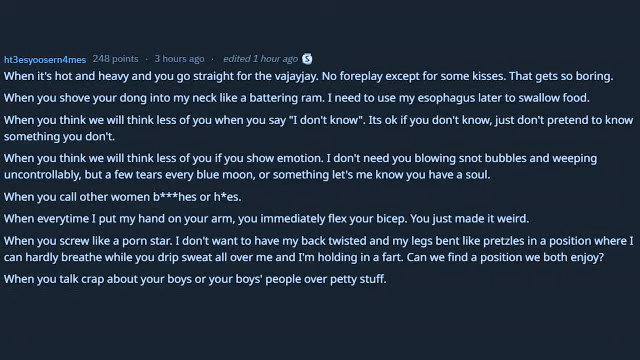 ht3esyoosern4mes 248 points · 3 hours ago · edited 1 hour ago S
When it's hot and heavy and you go straight for the vajayjay. No foreplay except for some kisses. That gets so boring.
When you shove your dong into my neck like a battering ram. I need to use my esophagus later to swallow food.
When you think we will think less of you when you say "I don't know". Its ok if you don't know, just don't pretend to know
something you don't.
When you think we will think less of you if you show emotion. I don't need you blowing snot bubbles and weeping
uncontrollably, but a few tears every blue moon, or something let's me know you have a soul.
When you call other women b***hes or h*es.
When everytime I put my hand on your arm, you immediately flex your bicep. You just made it weird.
When you screw like a porn star. I don't want to have my back twisted and my legs bent like pretzles in a position where I
can hardly breathe while you drip sweat all over me and I'm holding in a fart. Can we find a position we both enjoy?
When you talk crap about your boys or your boys' people over petty stuff.